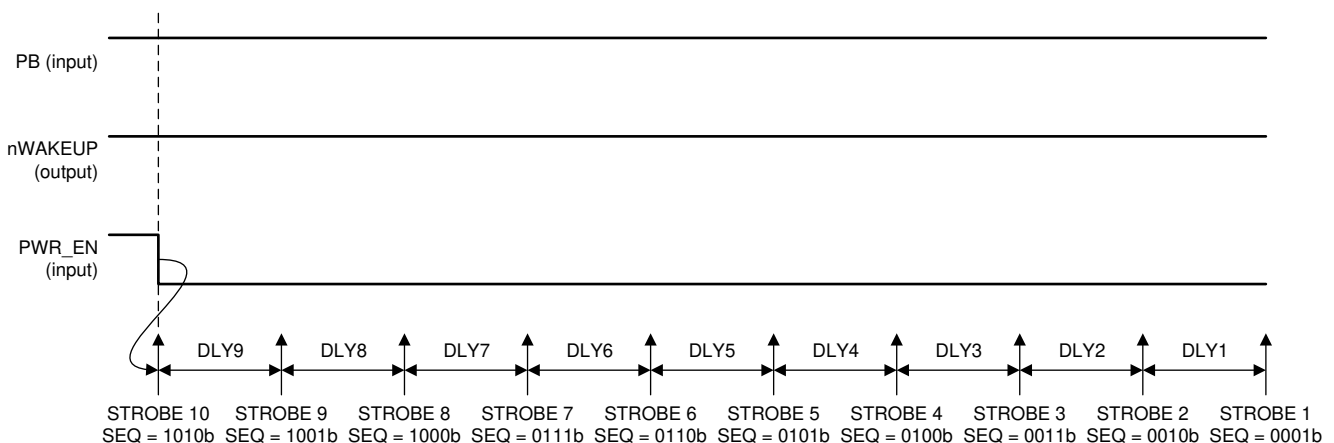 PB (input)
nWAKEUP
(output)
PWR_EN
(input)
DLY9 DLY8 DLY7 DLY6 DLY5 DLY4 DLY3 DLY2 DLY1
STROBE 10 STROBE 9 STROBE 8 STROBE 7 STROBE 6 STROBE 5 STROBE 4 STROBE 3 STROBE 2 STROBE 1
SEQ = 1010b SEQ = 1001b SEQ = 1000b SEQ = 0111b SEQ = 0110b SEQ = 0101b SEQ = 0100b SEQ = 0011b SEQ = 0010b SEQ = 0001b